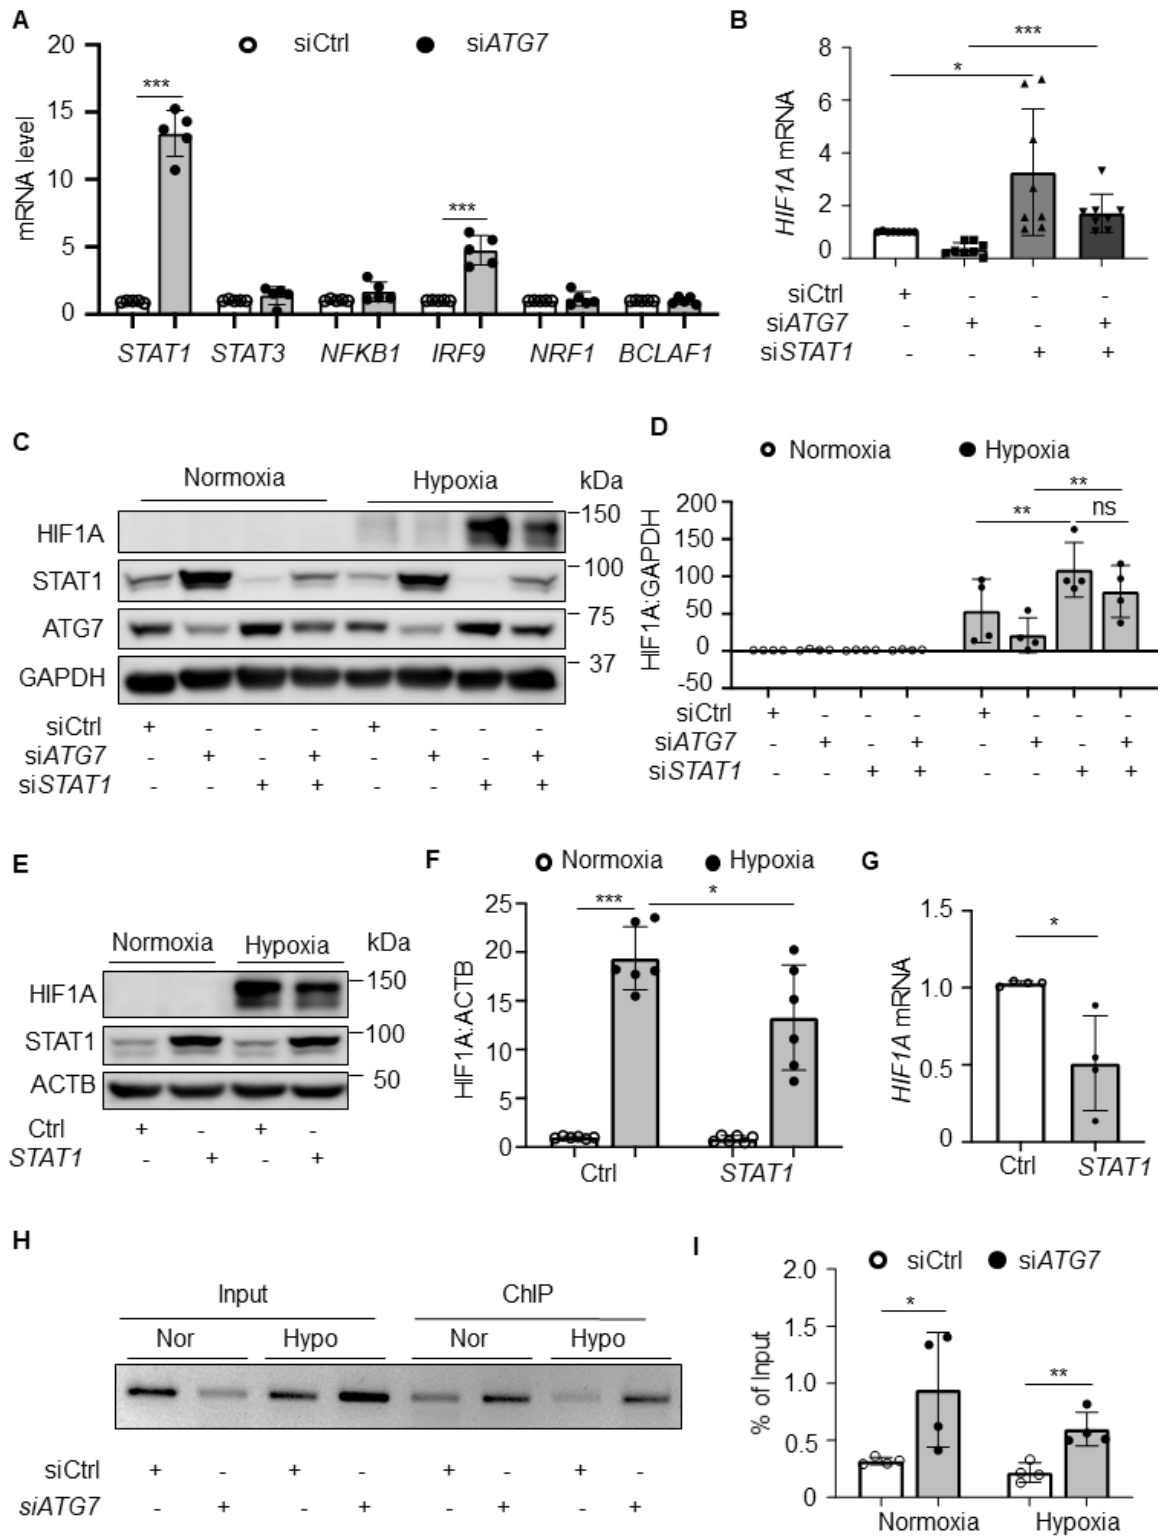 A
20
15
10
5
0
mRNA level
siCtrl
siATG7
***
***
STAT1 STAT3 NFKB1 IRF9 NRF1 BCLAF1
B
8
6
4
2
0
HIF1A mRNA
***
*
siCtrl + - - -
siATG7 - + - +
siSTAT1 - - + +
C
Normoxia Hypoxia kDa
HIF1A 150
STAT1 100
ATG7 75
GAPDH 37
siCtrl + - - - + - - -
siATG7 - + - + - + - +
siSTAT1 - - + + - - + +
D
Normoxia Hypoxia
200
150
100
50
0
-50
HIF1A:GAPDH
**
** ns
siCtrl + - - - + - - -
siATG7 - + - + - + - +
siSTAT1 - - + + - - + +
E
Normoxia Hypoxia kDa
HIF1A 150
STAT1 100
ACTB 50
Ctrl + - + -
STAT1 - + - +
F
Normoxia Hypoxia
25
20
15
10
5
0
HIF1A:ACTB
*** *
Ctrl STAT1
G
1.5
1.0
0.5
0
HIF1A mRNA
*
Ctrl STAT1
H
Input ChIP
Nor Hypo Nor Hypo
siCtrl + - + - + - + -
siATG7 - + - + - + - +
I
siCtrl siATG7
2.0
1.5
1.0
0.5
0
% of Input
*
**
Normoxia Hypoxia